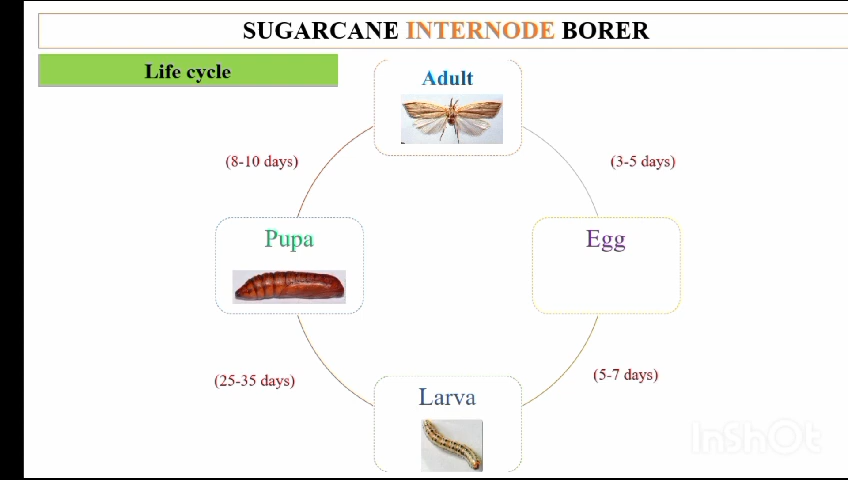 SUGARCANE INTERNODE BORER
Life cycle
Adult
(8-10 days)
(3-5 days)
Pupa
Egg
(25-35 days)
(5-7 days)
Larva
InShOt